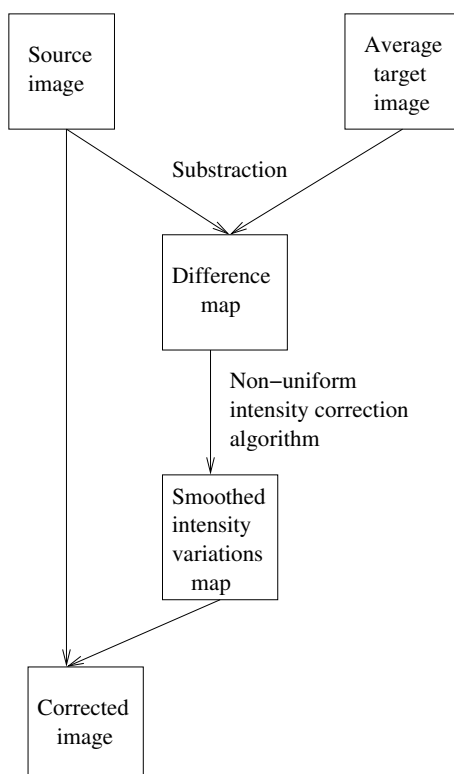 Source
image
Average
target
image
Substraction
Difference
map
Non−uniform
intensity correction
algorithm
Smoothed
intensity
variations
map
Corrected
image